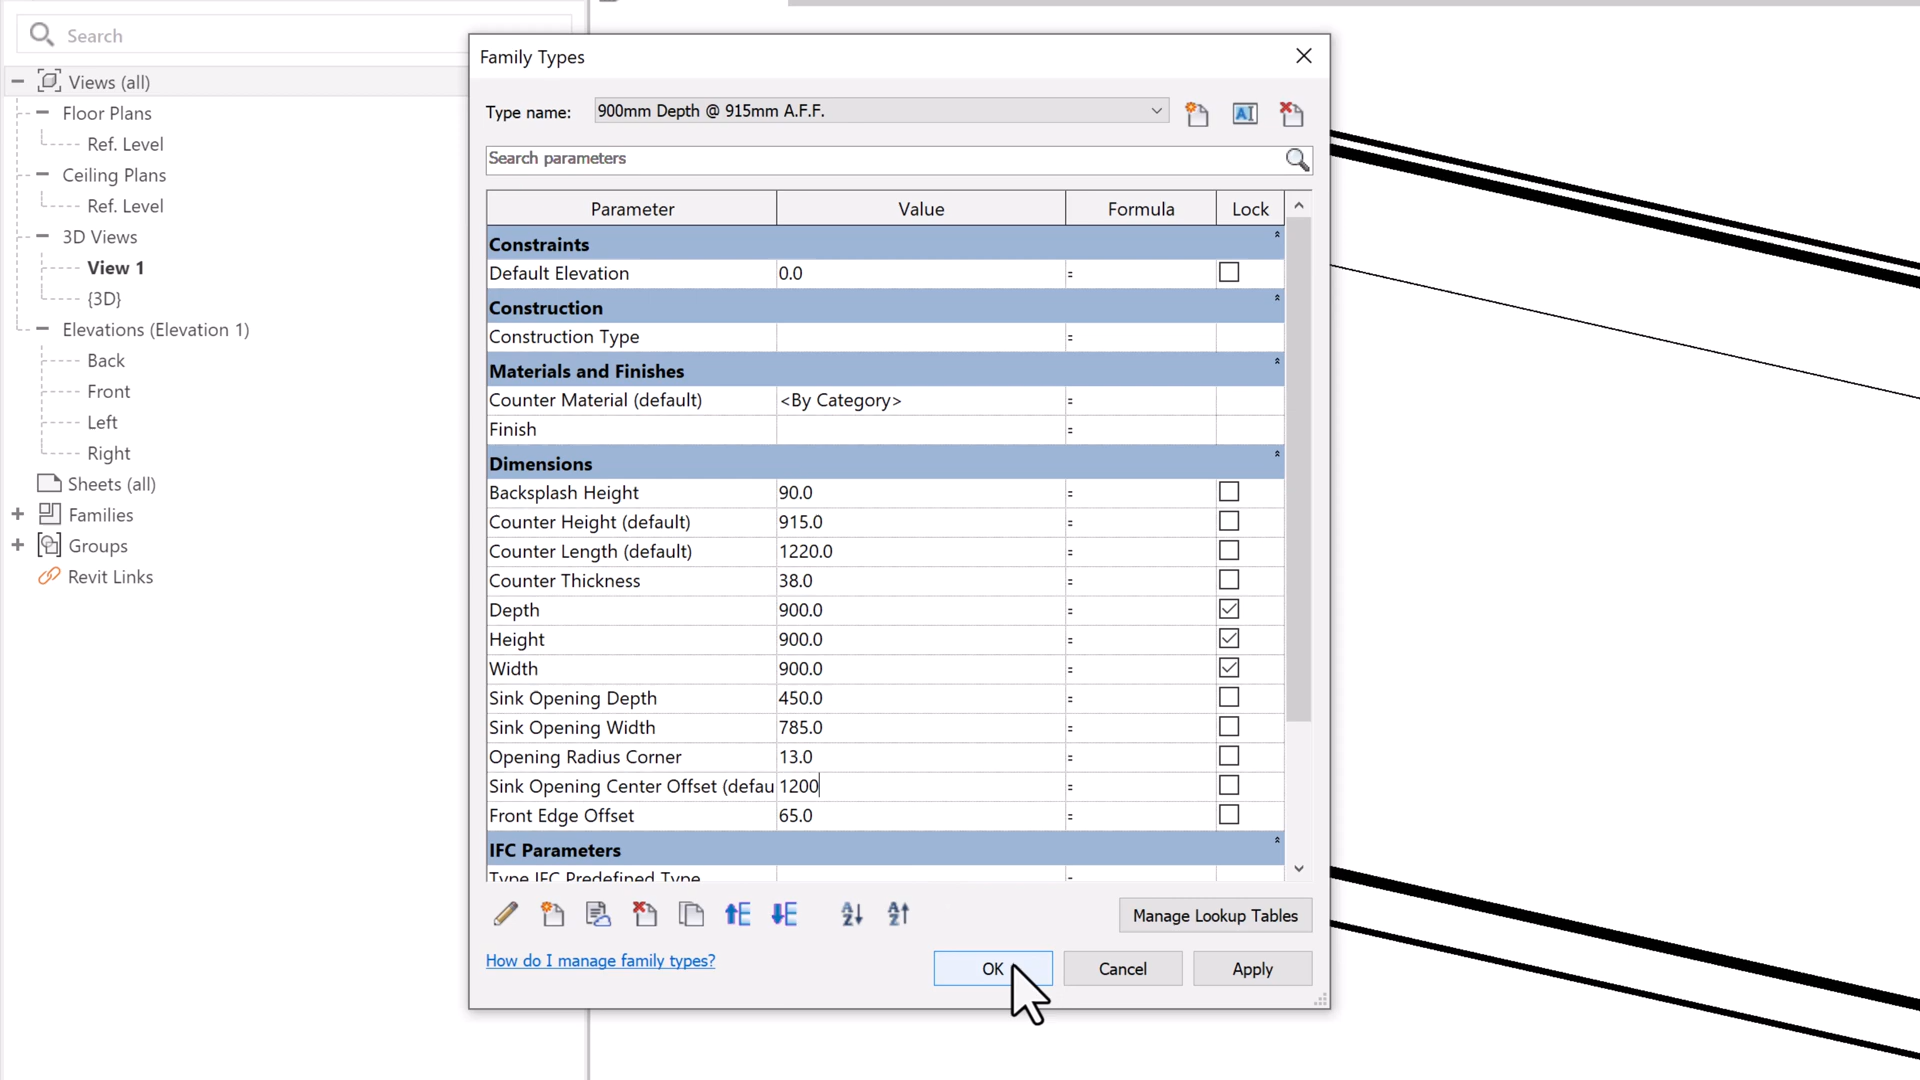 Search
Views (all)
Floor Plans
Ref. Level
Ceiling Plans
Ref. Level
3D Views
View 1
{3D}
Elevations (Elevation 1)
Back
Front
Left
Right
Sheets (all)
Families
Groups
Revit Links
Family Types
Type name: 900mm Depth @ 915mm A.F.F.
Search parameters
Parameter Value Formula Lock
Constraints
Default Elevation 0.0 =
Construction
Construction Type =
Materials and Finishes
Counter Material (default) <By Category> =
Finish =
Dimensions
Backsplash Height 90.0 =
Counter Height (default) 915.0 =
Counter Length (default) 1220.0 =
Counter Thickness 38.0 =
Depth 900.0 =
Height 900.0 =
Width 900.0 =
Sink Opening Depth 450.0 =
Sink Opening Width 785.0 =
Opening Radius Corner 13.0 =
Sink Opening Center Offset (defau 1200 =
Front Edge Offset 65.0 =
IFC Parameters
Type IFC Predefined Type =
Manage Lookup Tables
How do I manage family types?
OK Cancel Apply